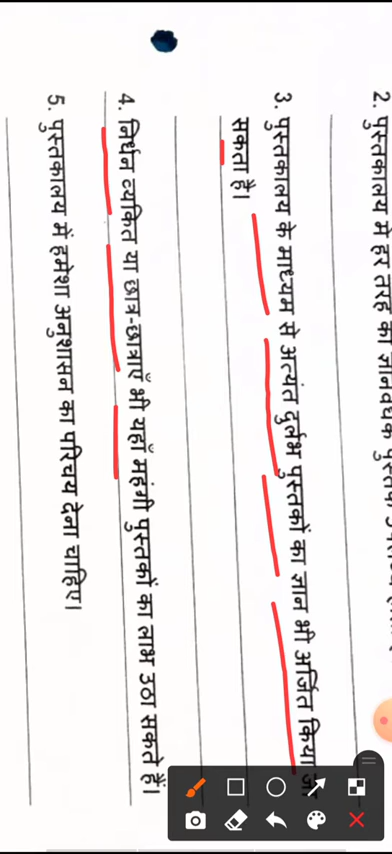 2. पुस्तकालय में हर तरह की ज्ञानवर्धक
3. पुस्तकालय के माध्यम से अत्यंत दुर्लभ पुस्तकों का ज्ञान भी अर्जित किया
सकता है।
4. निर्धन व्यक्ति या छात्र-छात्राएँ भी यहाँ महंगी पुस्तकों का लाभ उठा सकते हैं।
5. पुस्तकालय में हमेशा अनुशासन का परिचय देना चाहिए।